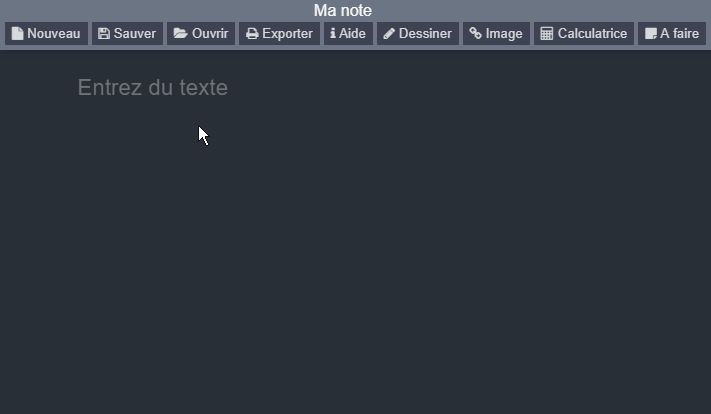 Ma note
Nouveau Sauver Ouvrir Exporter Aide Dessiner Image Calculatrice A faire
Entrez du texte